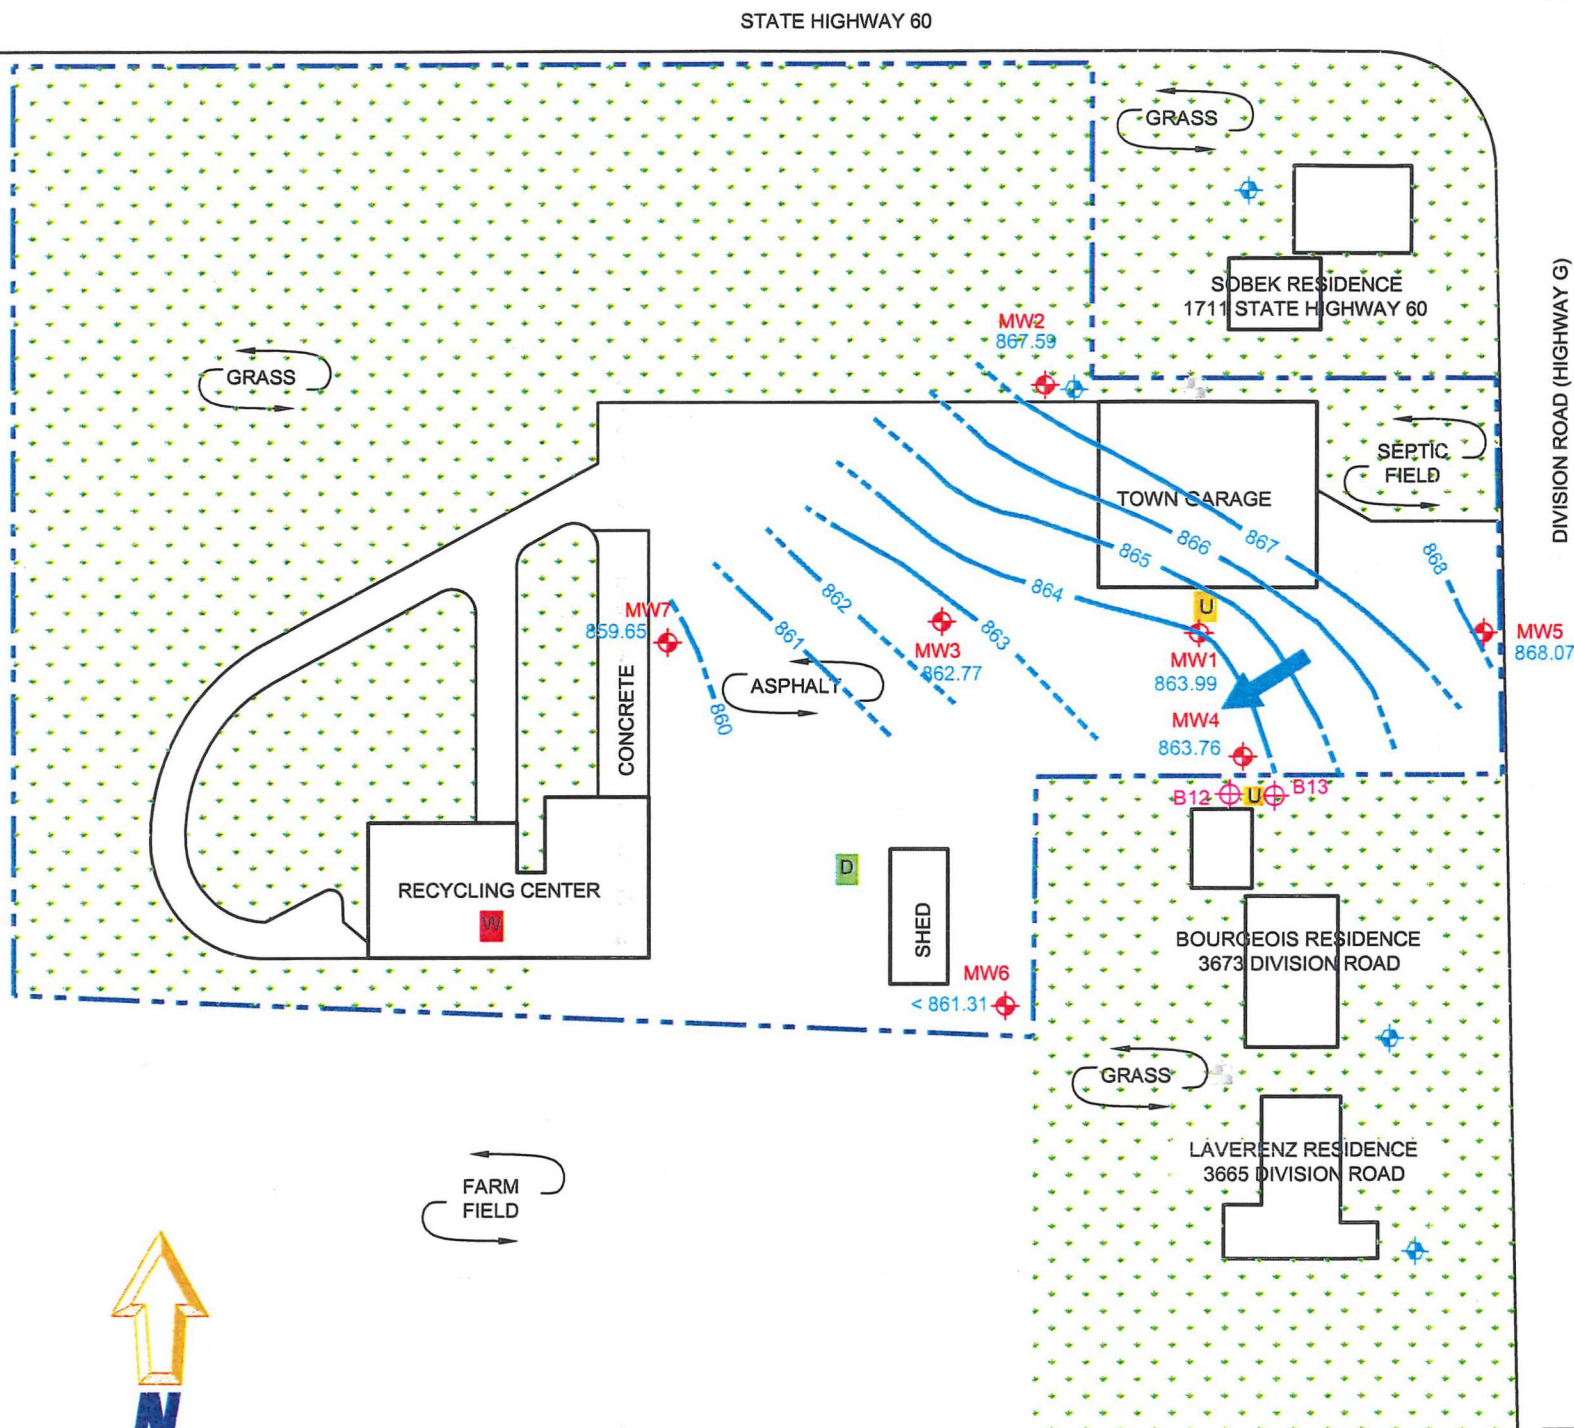 STATE HIGHWAY 60
GRASS
SOBEK RESIDENCE
1711 STATE HIGHWAY 60
DIVISION ROAD (HIGHWAY G)
MW2
867.59
GRASS
SEPTIC
FIELD
TOWN GARAGE
867
866
865
864
863
862
861
860
868
U
MW7
859.65
MW3
862.77
MW1
863.99
MW5
868.07
ASPHALT
CONCRETE
MW4
863.76
B12
U
B13
D
RECYCLING CENTER
W
SHED
BOURGEOIS RESIDENCE
3673 DIVISION ROAD
MW6
< 861.31
GRASS
LAVERENZ RESIDENCE
3665 DIVISION ROAD
FARM
FIELD
N